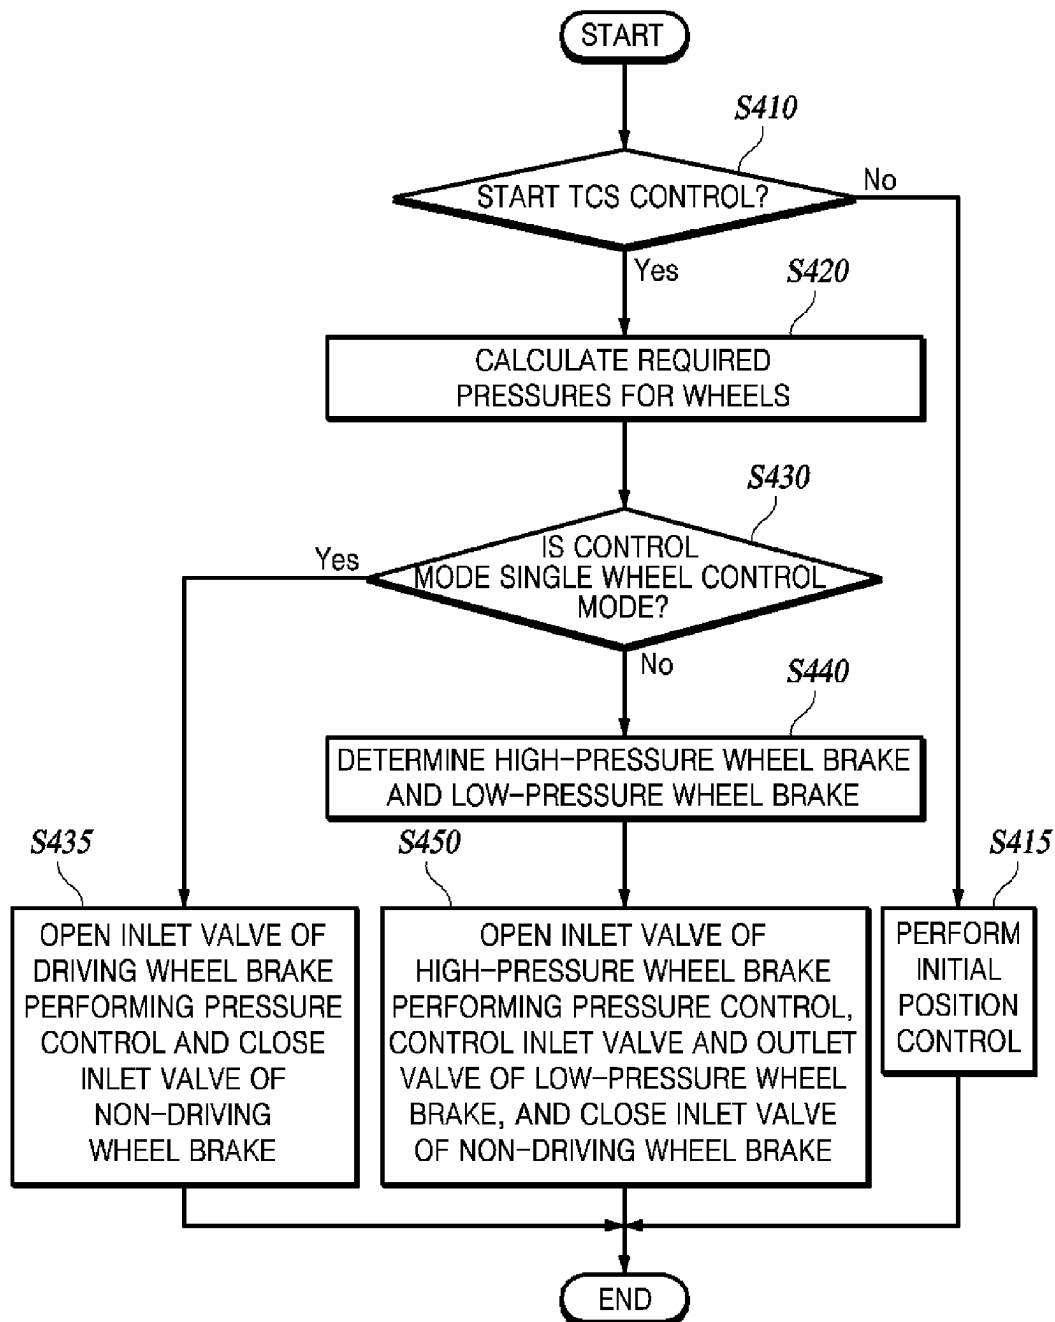 START
S410
START TCS CONTROL?
No
Yes
S420
CALCULATE REQUIRED
PRESSURES FOR WHEELS
S430
IS CONTROL
MODE SINGLE WHEEL CONTROL
MODE?
Yes
No
S440
DETERMINE HIGH-PRESSURE WHEEL BRAKE
AND LOW-PRESSURE WHEEL BRAKE
S435
OPEN INLET VALVE OF
DRIVING WHEEL BRAKE
PERFORMING PRESSURE
CONTROL AND CLOSE
INLET VALVE OF
NON-DRIVING
WHEEL BRAKE
S450
OPEN INLET VALVE OF
HIGH-PRESSURE WHEEL BRAKE
PERFORMING PRESSURE CONTROL,
CONTROL INLET VALVE AND OUTLET
VALVE OF LOW-PRESSURE WHEEL
BRAKE, AND CLOSE INLET VALVE
OF NON-DRIVING WHEEL BRAKE
S415
PERFORM
INITIAL
POSITION
CONTROL
END